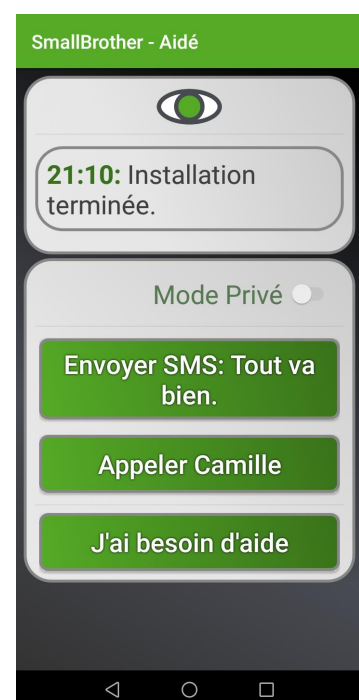 SmallBrother - Aidé
21:10: Installation
terminée.
Mode Privé
Envoyer SMS: Tout va
bien.
Appeler Camille
J'ai besoin d'aide